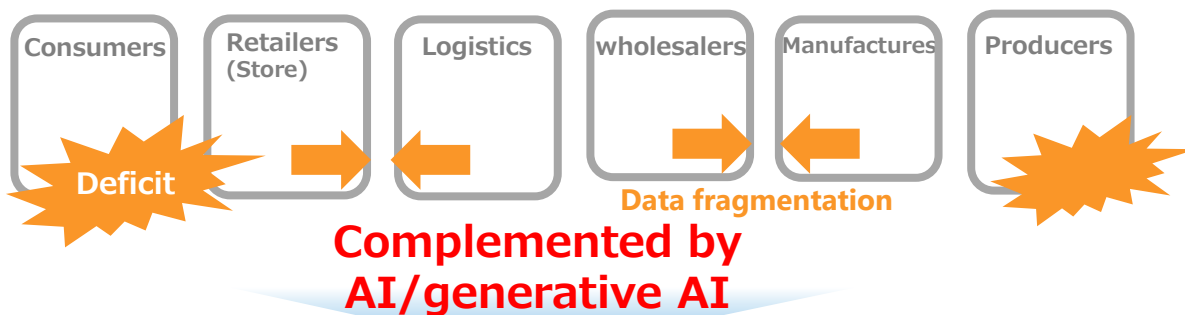 Consumers
Retailers
(Store)
Logistics
wholesalers
Manufactures
Producers
Deficit
Data fragmentation
Complemented by
AI/generative AI